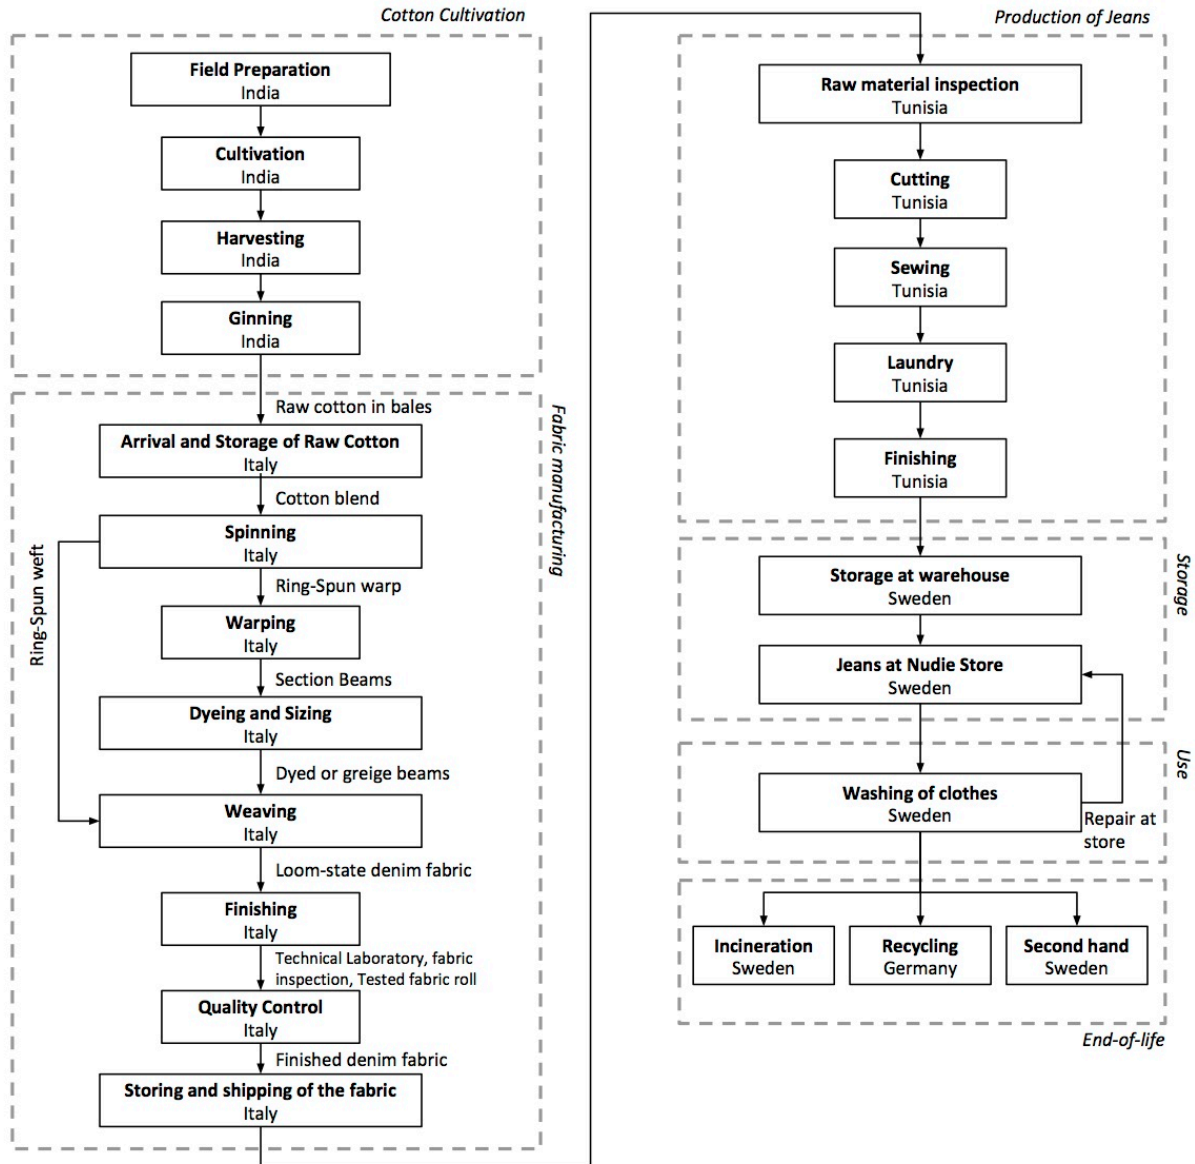 Cotton Cultivation
Field Preparation
India
Cultivation
India
Harvesting
India
Ginning
India
Raw cotton in bales
Fabric manufacturing
Arrival and Storage of Raw Cotton
Italy
Cotton blend
Spinning
Italy
Ring-Spun weft
Ring-Spun warp
Warping
Italy
Section Beams
Dyeing and Sizing
Italy
Dyed or greige beams
Weaving
Italy
Loom-state denim fabric
Finishing
Italy
Technical Laboratory, fabric
inspection, Tested fabric roll
Quality Control
Italy
Finished denim fabric
Storing and shipping of the fabric
Italy
Production of Jeans
Raw material inspection
Tunisia
Cutting
Tunisia
Sewing
Tunisia
Laundry
Tunisia
Finishing
Tunisia
Storage
Storage at warehouse
Sweden
Jeans at Nudie Store
Sweden
Use
Washing of clothes
Sweden
Repair at
store
Incineration
Sweden
Recycling
Germany
Second hand
Sweden
End-of-life